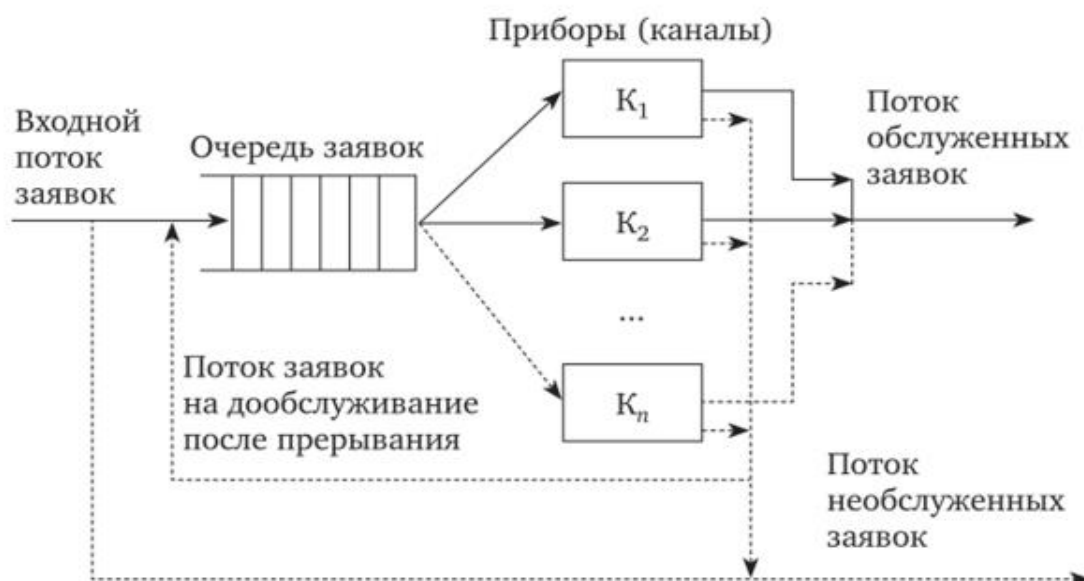 Приборы (каналы)
Входной
поток
заявок
Очередь заявок
К1
К2
...
Кn
Поток
обслуженных
заявок
Поток заявок
на дообслуживание
после прерывания
Поток
необслуженных
заявок